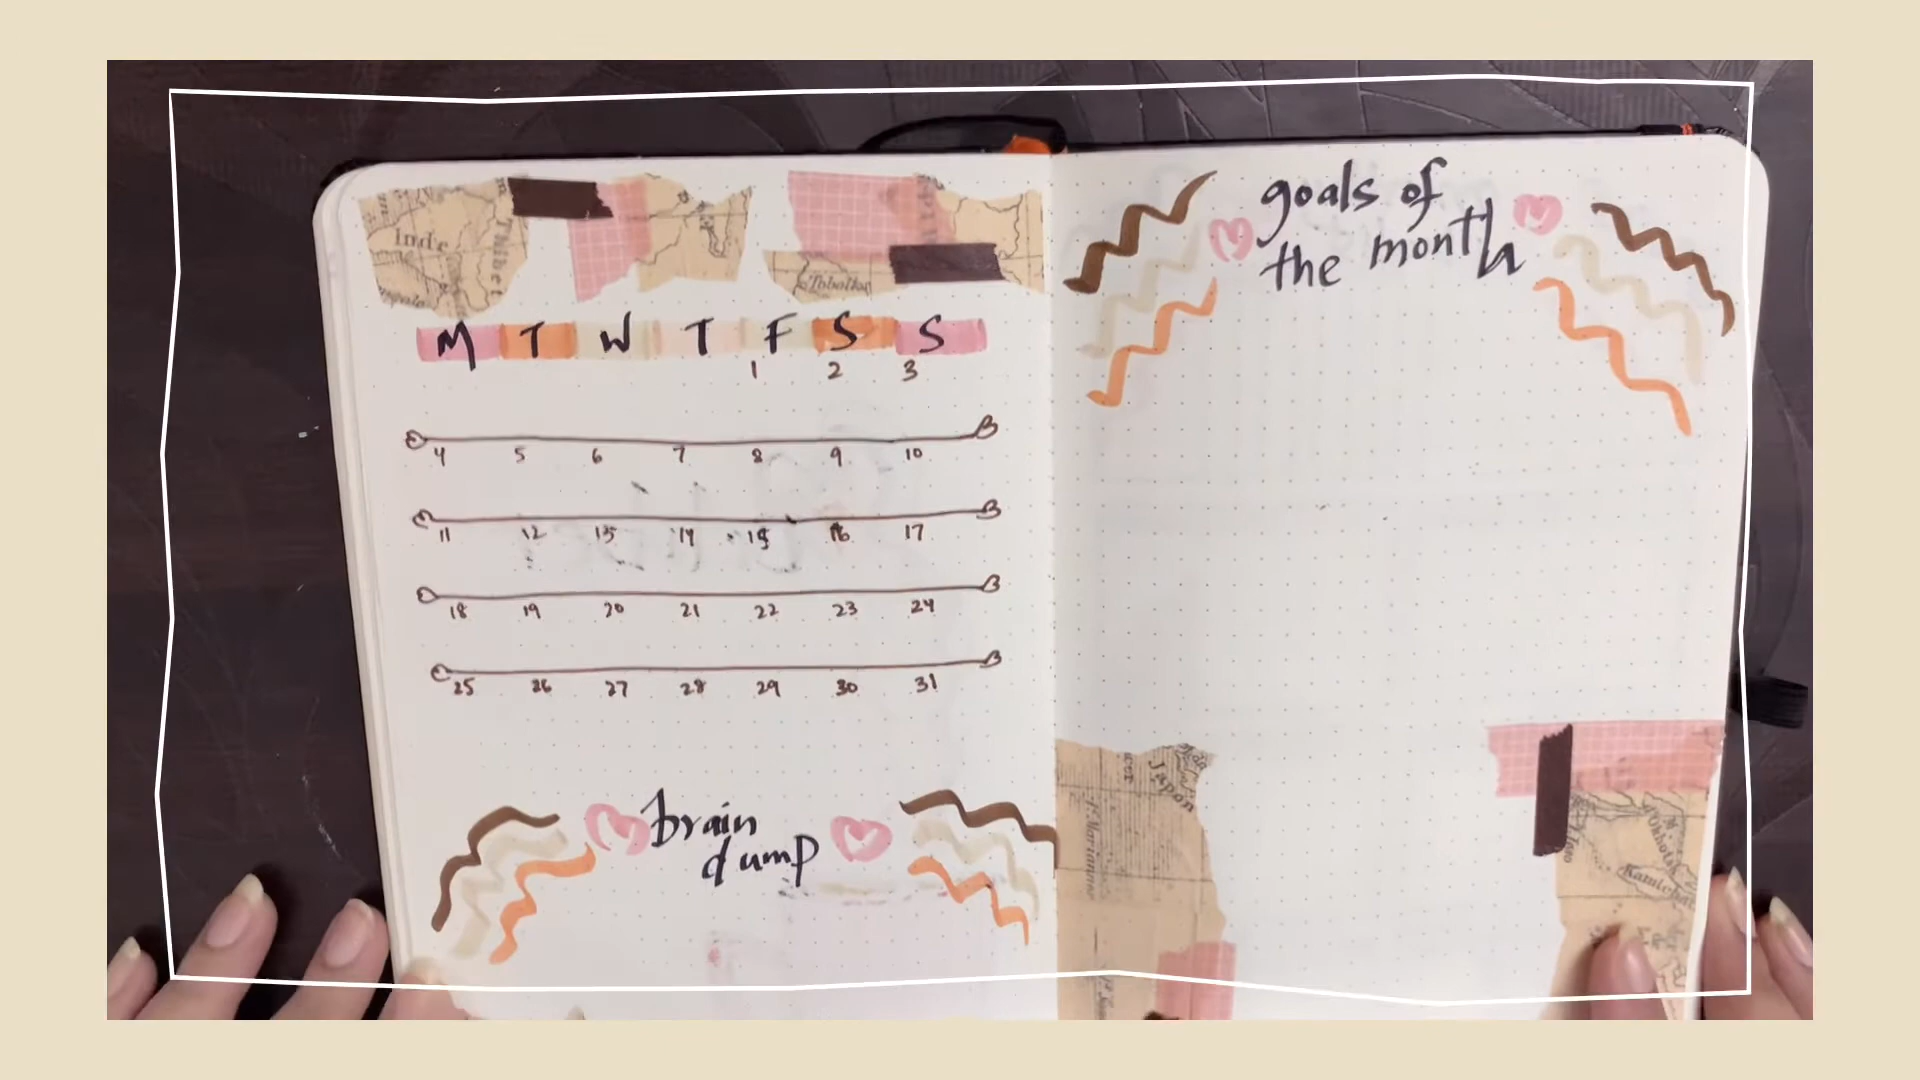 Inde
Thibet
Tobolsk
M T W T F S S
1 2 3
4 5 6 7 8 9 10
11 12 13 14 15 16 17
18 19 20 21 22 23 24
25 26 27 28 29 30 31
brain
dump
goals of
the month
Japon